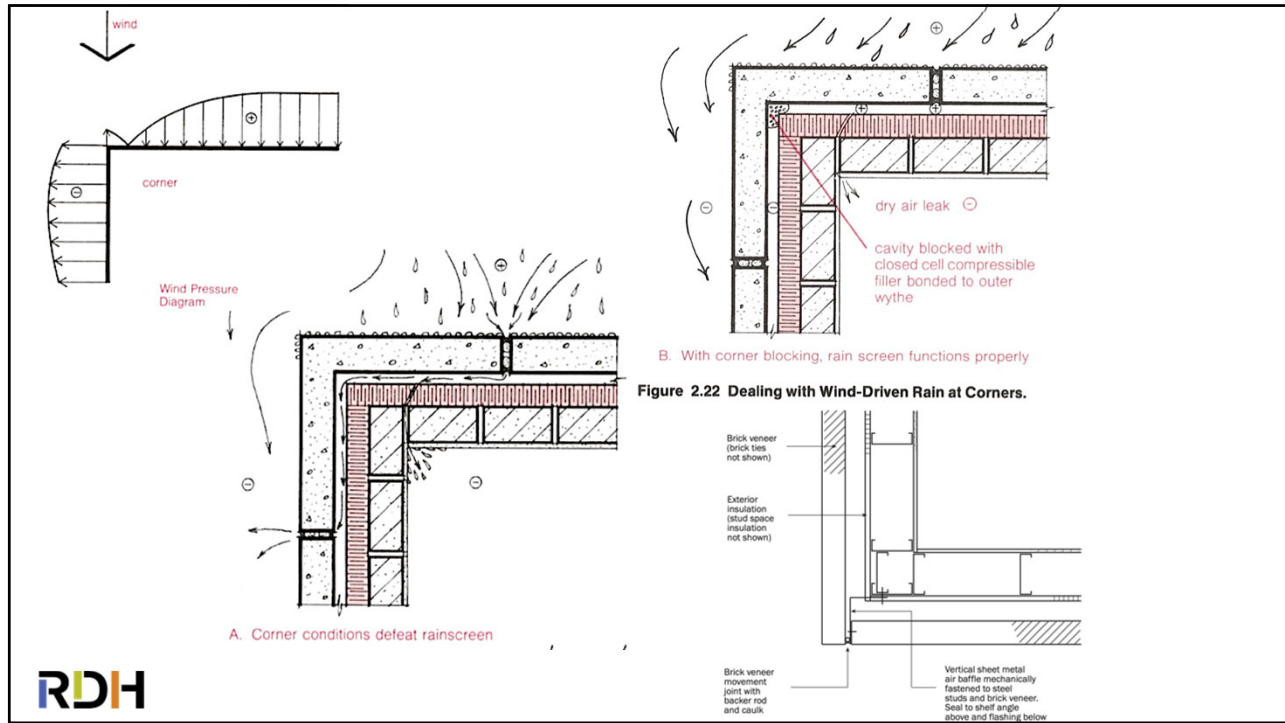 wind
corner
Wind Pressure
Diagram
A. Corner conditions defeat rainscreen
dry air leak
cavity blocked with
closed cell compressible
filler bonded to outer
wythe
B. With corner blocking, rain screen functions properly
Figure 2.22 Dealing with Wind-Driven Rain at Corners.
Brick veneer
(brick ties
not shown)
Exterior
insulation
(stud space
insulation
not shown)
Brick veneer
movement
joint with
backer rod
and caulk
Vertical sheet metal
air baffle mechanically
fastened to steel
studs and brick veneer.
Seal to shelf angle
above and flashing below
RDH